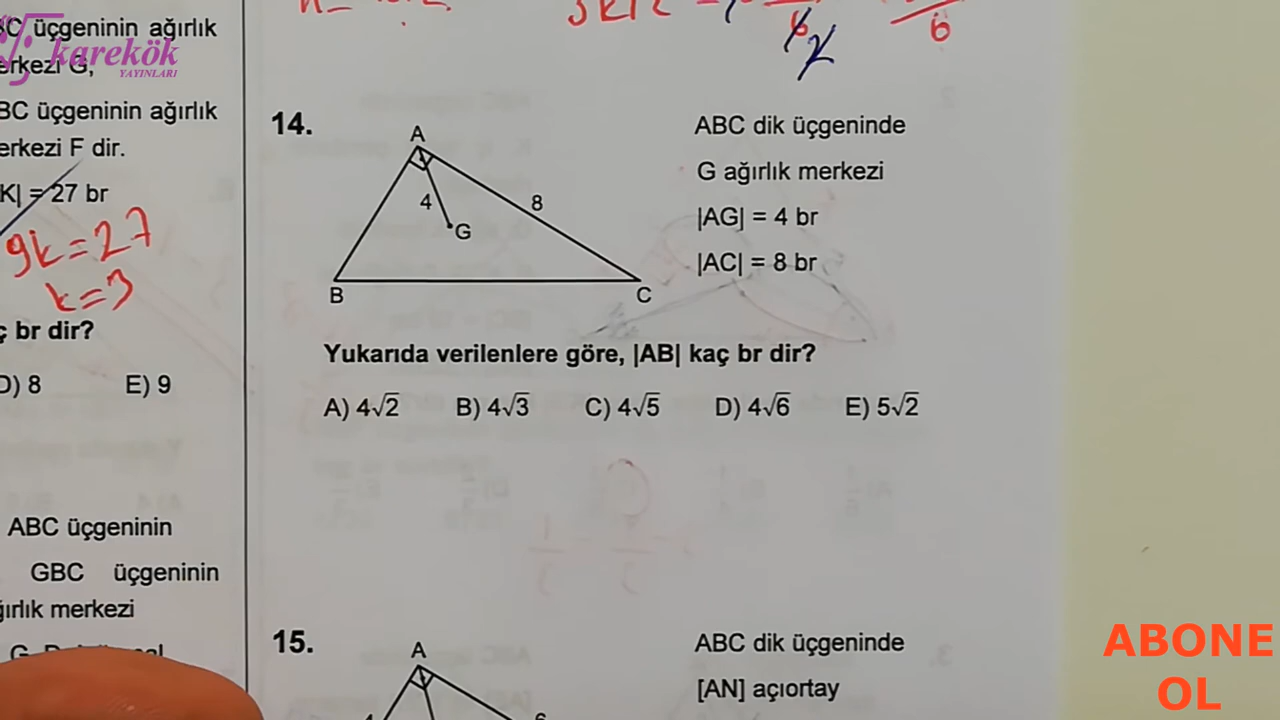 karekök
YAYINLARI
üçgeninin ağırlık
erkezi G,
BC üçgeninin ağırlık
erkezi F dir.
K| = 27 br
9k=27
k=3
ç br dir?
D) 8 E) 9
ABC üçgeninin
GBC üçgeninin
ğırlık merkezi
6
14.
A
4
8
G
B
C
ABC dik üçgeninde
G ağırlık merkezi
|AG| = 4 br
|AC| = 8 br
Yukarıda verilenlere göre, |AB| kaç br dir?
A) 4√2 B) 4√3 C) 4√5 D) 4√6 E) 5√2
15.
A
4
6
ABC dik üçgeninde
[AN] açıortay
ABONE
OL